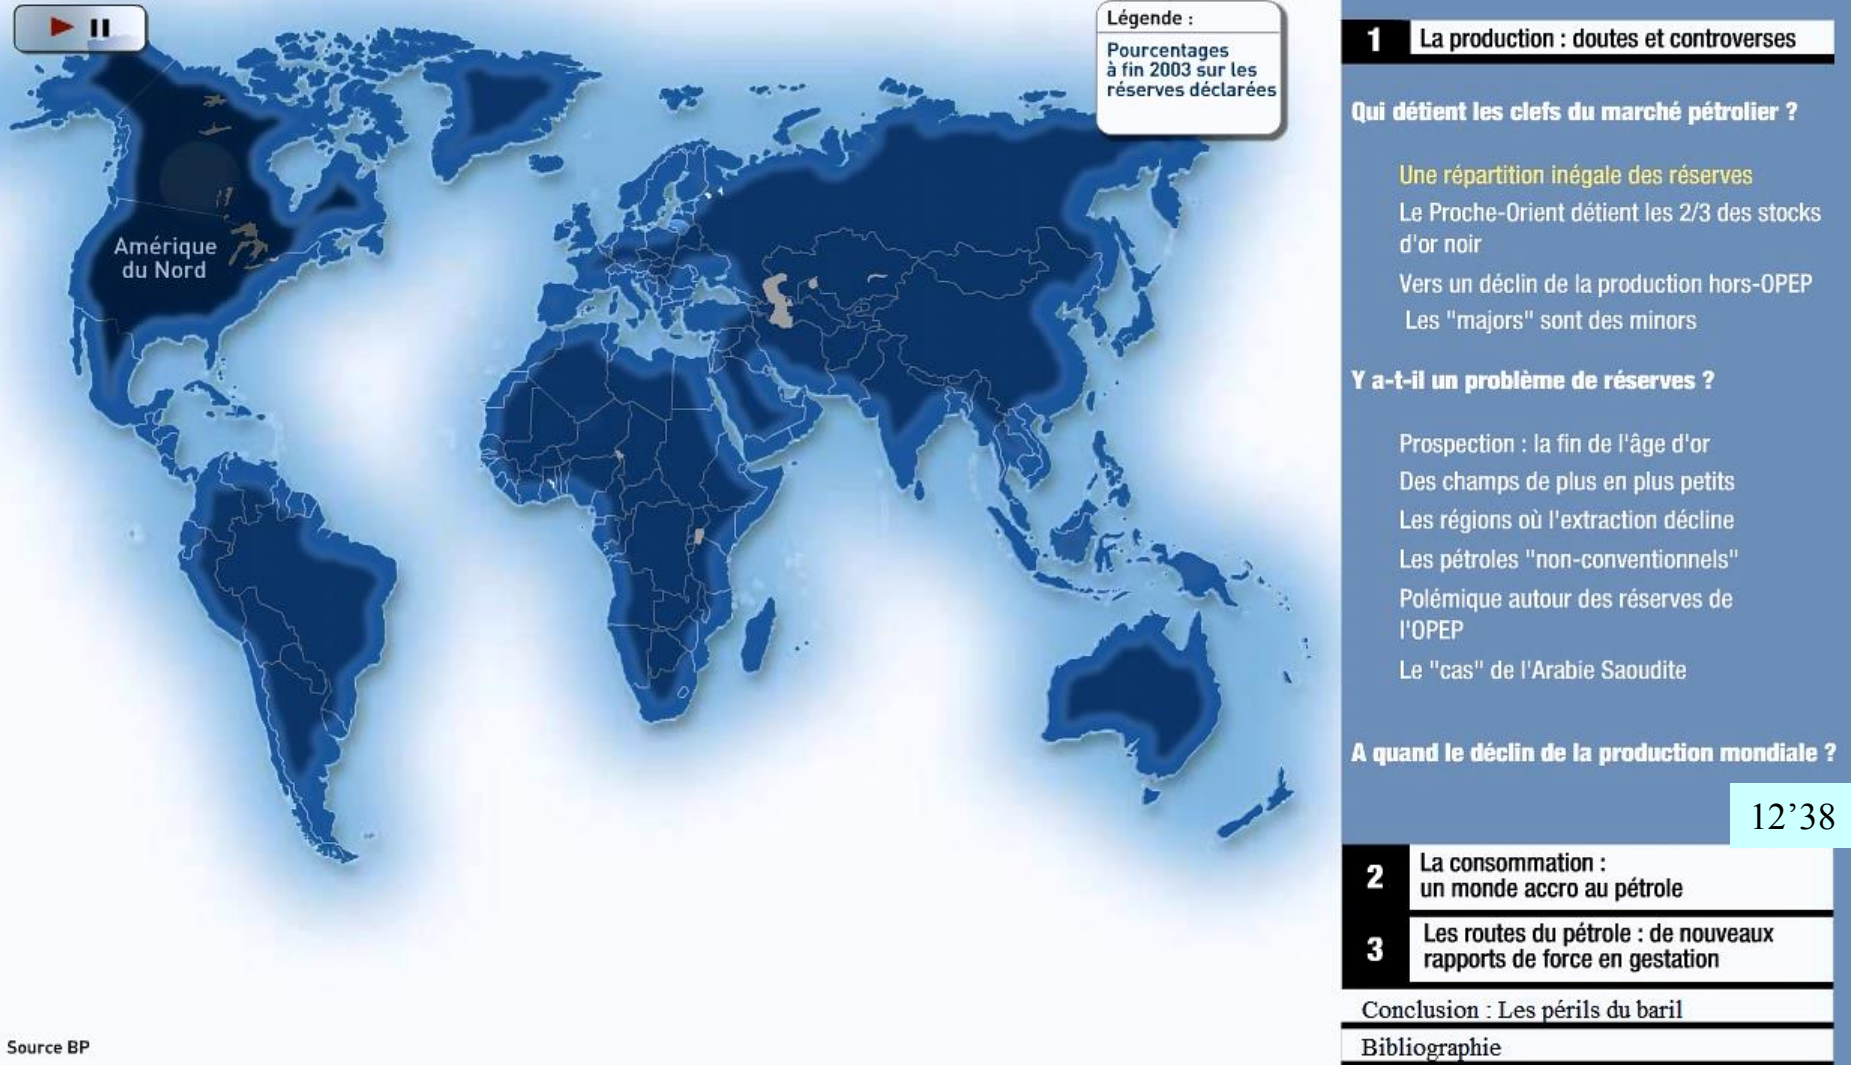 Légende :
Pourcentages
à fin 2003 sur les
réserves déclarées
Amérique
du Nord
Source BP
1 La production : doutes et controverses
Qui détient les clefs du marché pétrolier ?
Une répartition inégale des réserves
Le Proche-Orient détient les 2/3 des stocks
d'or noir
Vers un déclin de la production hors-OPEP
Les "majors" sont des minors
Y a-t-il un problème de réserves ?
Prospection : la fin de l'âge d'or
Des champs de plus en plus petits
Les régions où l'extraction décline
Les pétroles "non-conventionnels"
Polémique autour des réserves de
l'OPEP
Le "cas" de l'Arabie Saoudite
A quand le déclin de la production mondiale ?
12’38
2 La consommation :
un monde accro au pétrole
3 Les routes du pétrole : de nouveaux
rapports de force en gestation
Conclusion : Les périls du baril
Bibliographie